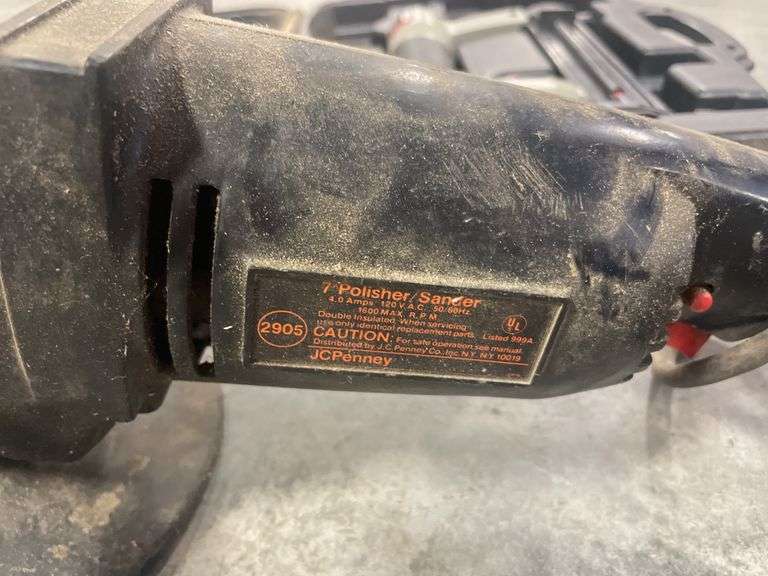 7" Polisher/Sander
4.0 Amps 120 V A.C. 50/60Hz
1600 MAX. R.P.M.
Double Insulated. When servicing
use only identical replacement parts. Listed 999A
UL
2905
CAUTION: For safe operation, see manual.
Distributed by J.C. Penney Co., Inc. N.Y. NY 10019
JCPenney